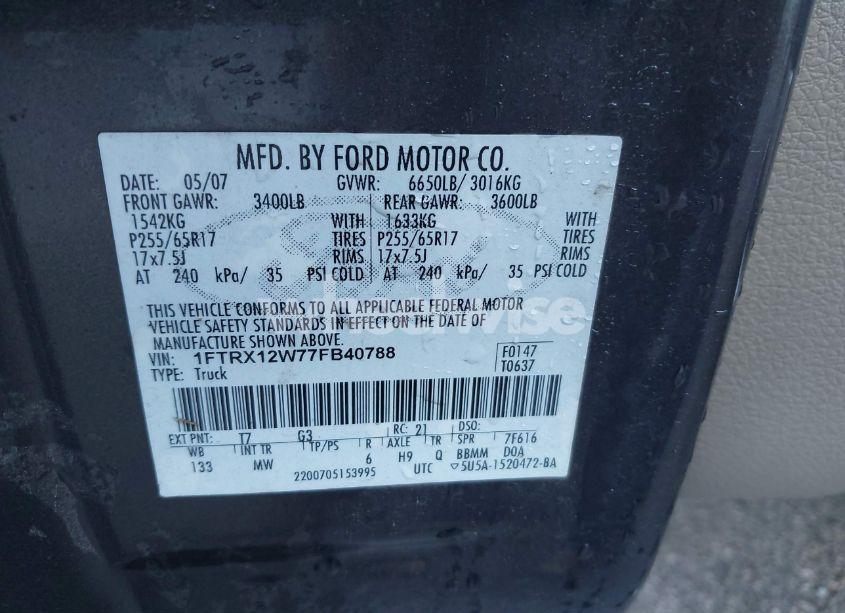 MFD. BY FORD MOTOR CO.
DATE: 05/07 GVWR: 6650LB/ 3016KG
FRONT GAWR: 3400LB REAR GAWR: 3600LB
1542KG WITH 1633KG WITH
P255/65R17 TIRES P255/65R17 TIRES
17x7.5J RIMS 17x7.5J RIMS
AT 240 kPa/ 35 PSI COLD AT 240 kPa/ 35 PSI COLD
THIS VEHICLE CONFORMS TO ALL APPLICABLE FEDERAL MOTOR
VEHICLE SAFETY STANDARDS IN EFFECT ON THE DATE OF
MANUFACTURE SHOWN ABOVE.
VIN: 1FTRX12W77FB40788 F0147
TYPE: Truck T0637
EXT PNT: T7 G3 RC: 21 DSO:
WB INT TR TP/PS R AXLE TR SPR 7F616
133 MW 6 H9 Q BBMM DOA
2200705153995 UTC ▽5U5A-1520472-BA